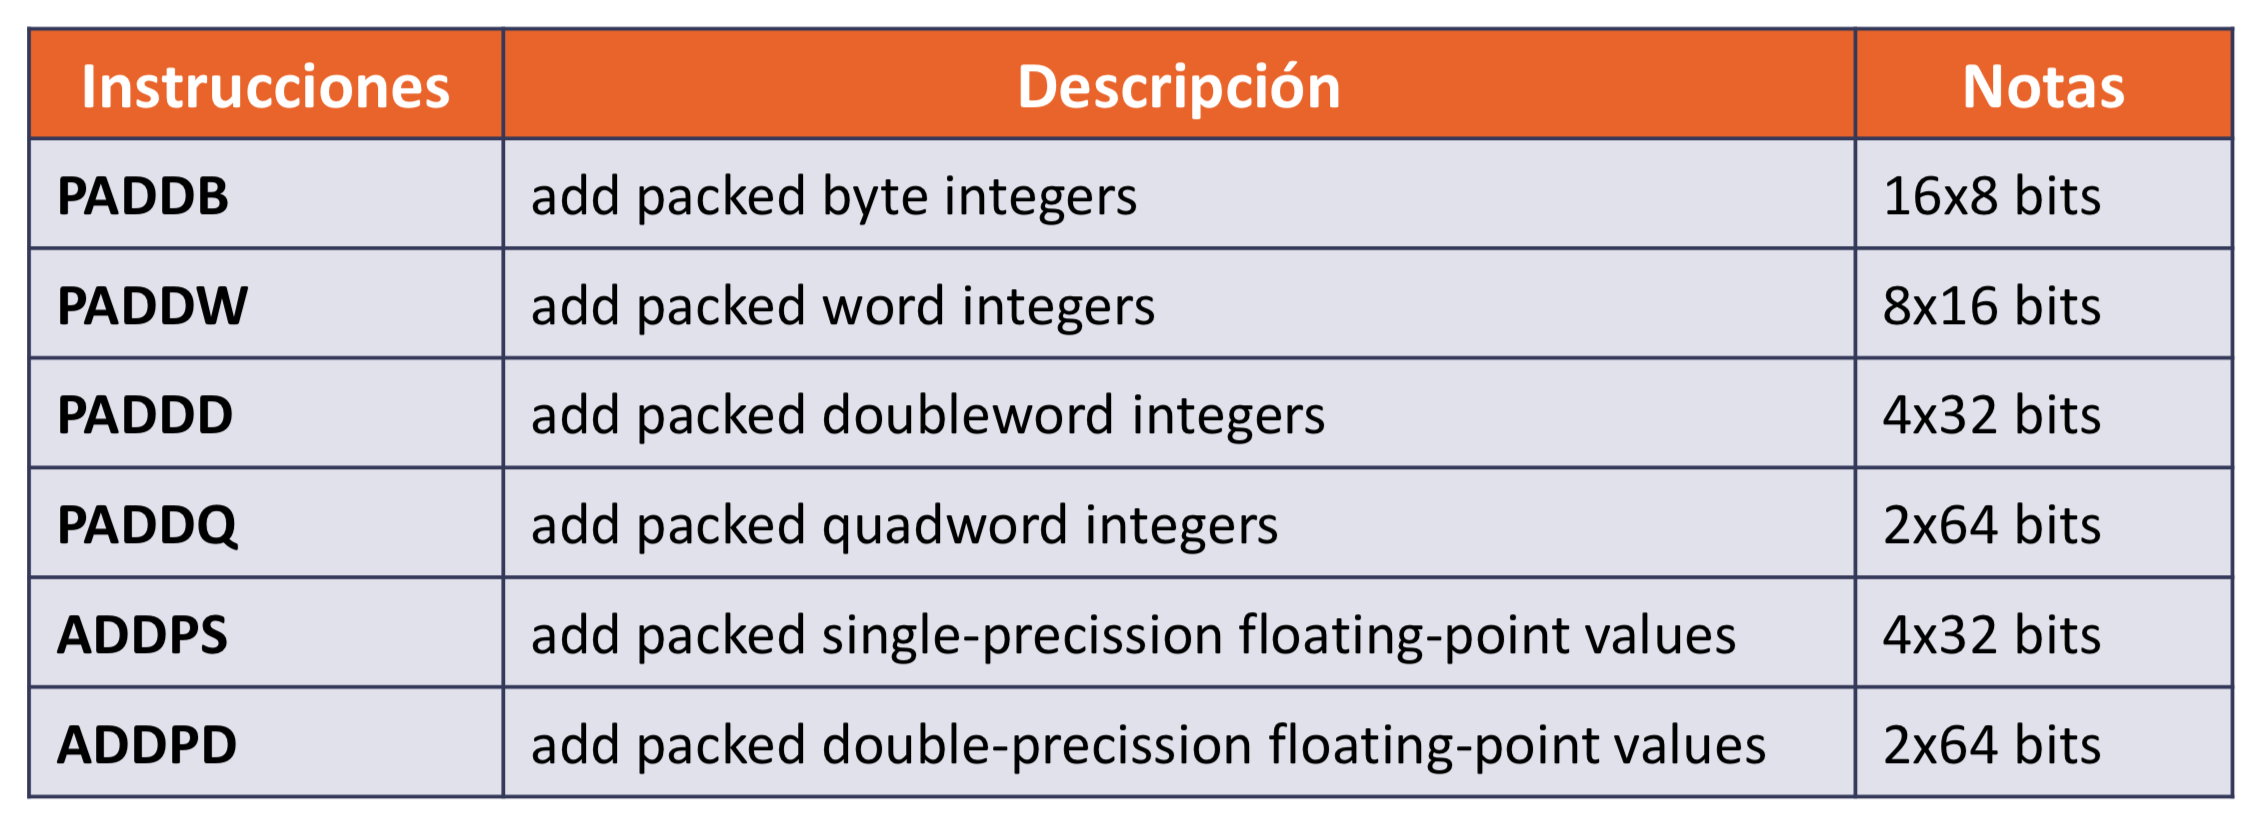 Instrucciones Descripción Notas
PADDB add packed byte integers 16x8 bits
PADDW add packed word integers 8x16 bits
PADDD add packed doubleword integers 4x32 bits
PADDQ add packed quadword integers 2x64 bits
ADDPS add packed single-precission floating-point values 4x32 bits
ADDPD add packed double-precission floating-point values 2x64 bits